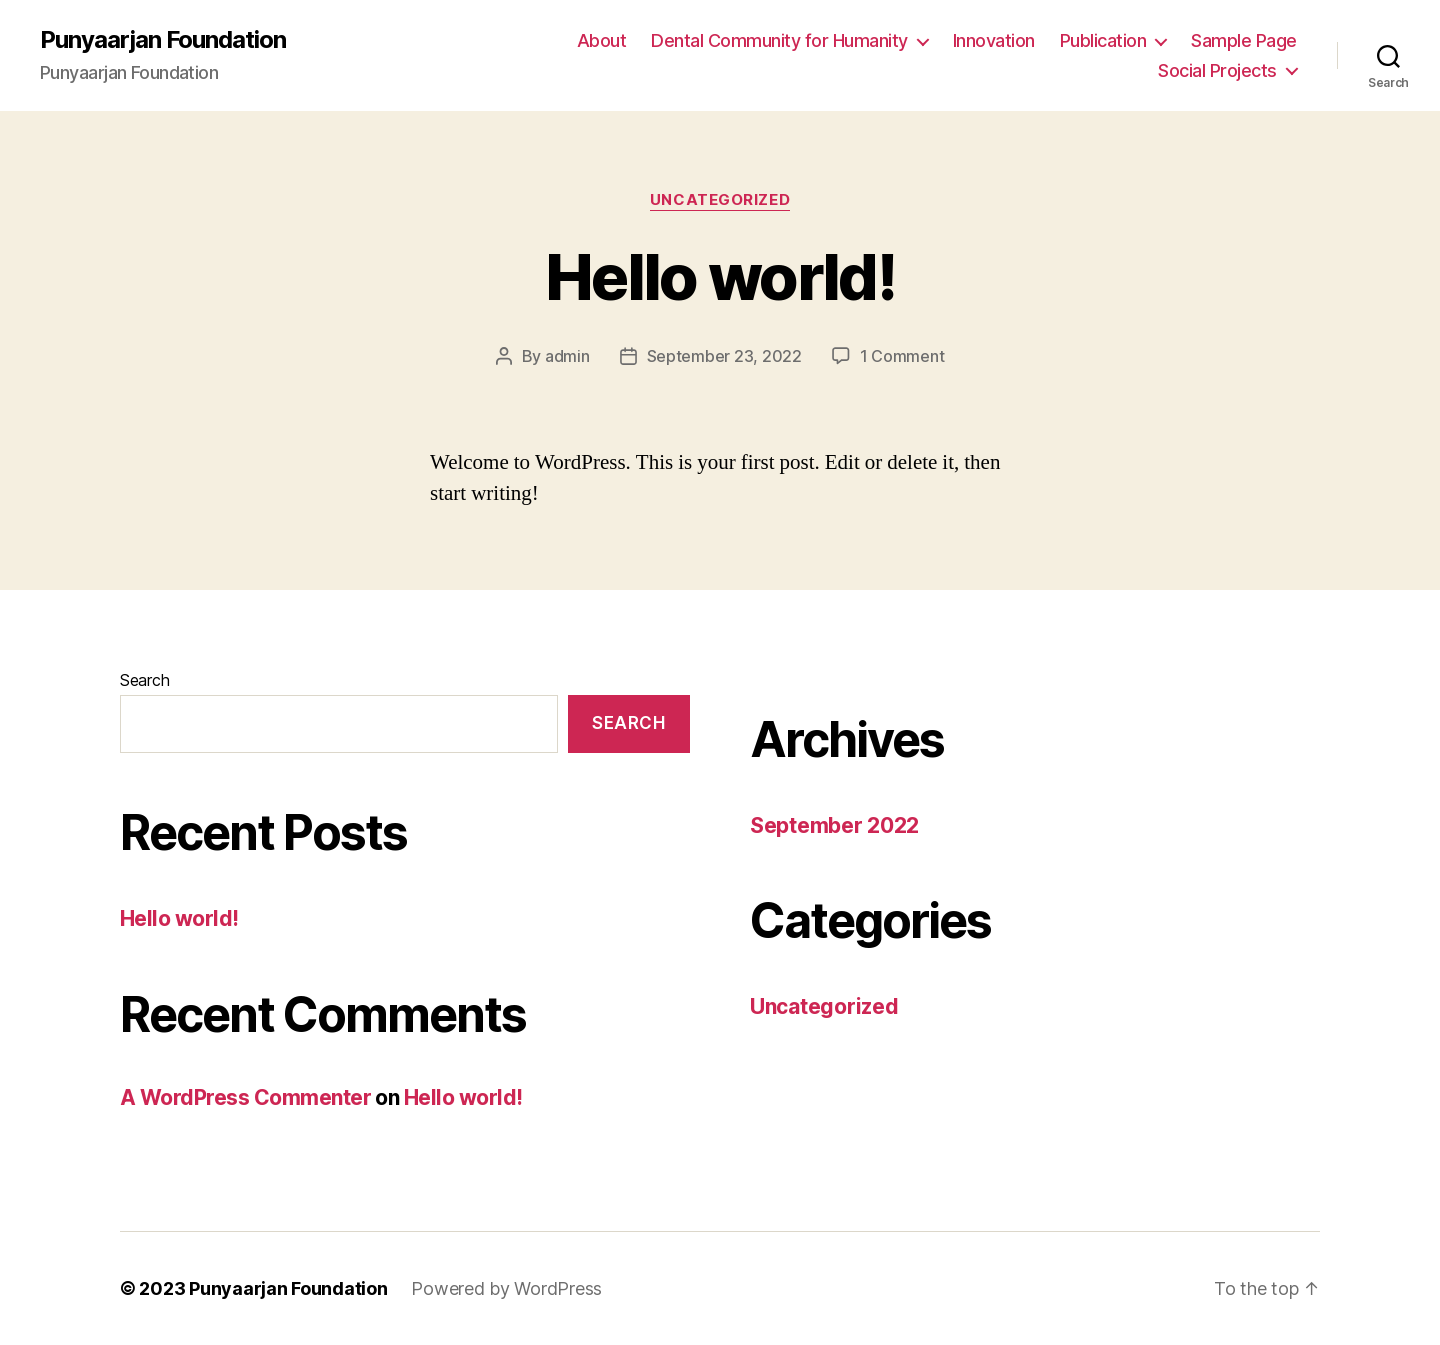 Punyaarjan Foundation
Punyaarjan Foundation
About Dental Community for Humanity Innovation Publication Sample Page
Social Projects
Search
UNCATEGORIZED
Hello world!
By admin September 23, 2022 1 Comment
Welcome to WordPress. This is your first post. Edit or delete it, then
start writing!
Search
SEARCH
Recent Posts
Hello world!
Recent Comments
A WordPress Commenter on Hello world!
Archives
September 2022
Categories
Uncategorized
© 2023 Punyaarjan Foundation Powered by WordPress To the top ↑